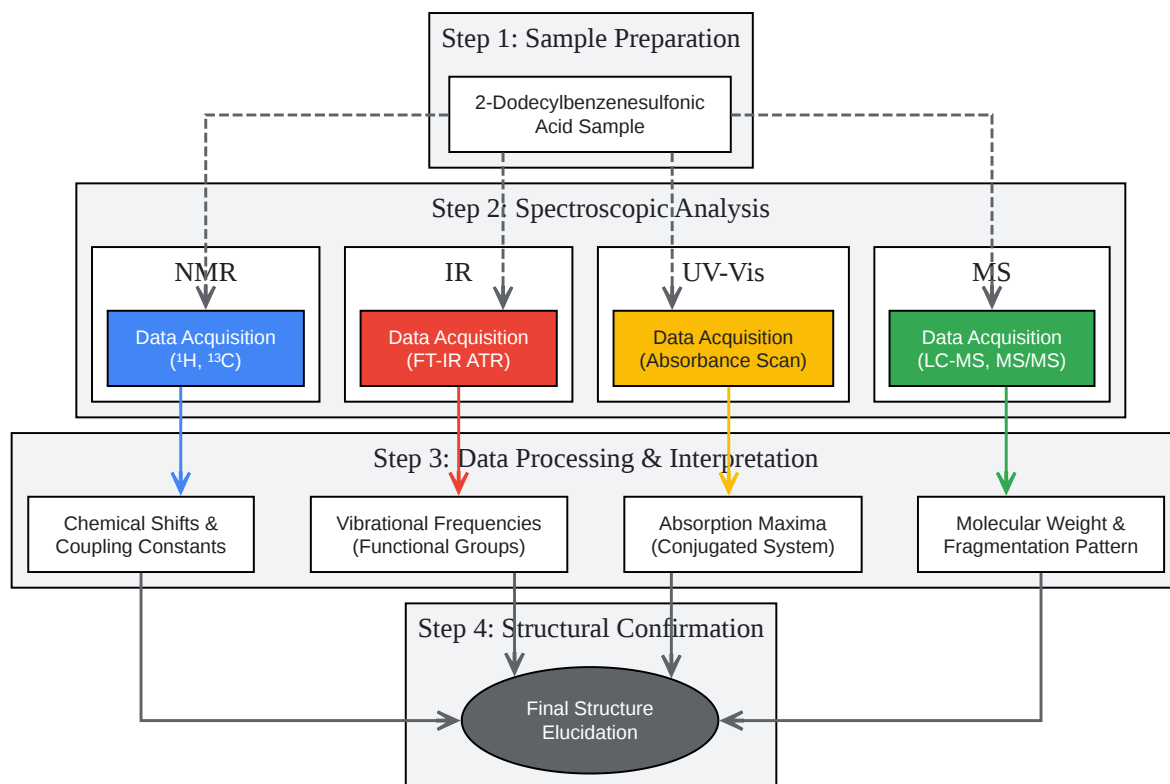 Step 1: Sample Preparation
2-Dodecylbenzenesulfonic
Acid Sample
Step 2: Spectroscopic Analysis
NMR
Data Acquisition
(¹H, ¹³C)
IR
Data Acquisition
(FT-IR ATR)
UV-Vis
Data Acquisition
(Absorbance Scan)
MS
Data Acquisition
(LC-MS, MS/MS)
Step 3: Data Processing & Interpretation
Chemical Shifts &
Coupling Constants
Vibrational Frequencies
(Functional Groups)
Absorption Maxima
(Conjugated System)
Molecular Weight &
Fragmentation Pattern
Step 4: Structural Confirmation
Final Structure
Elucidation